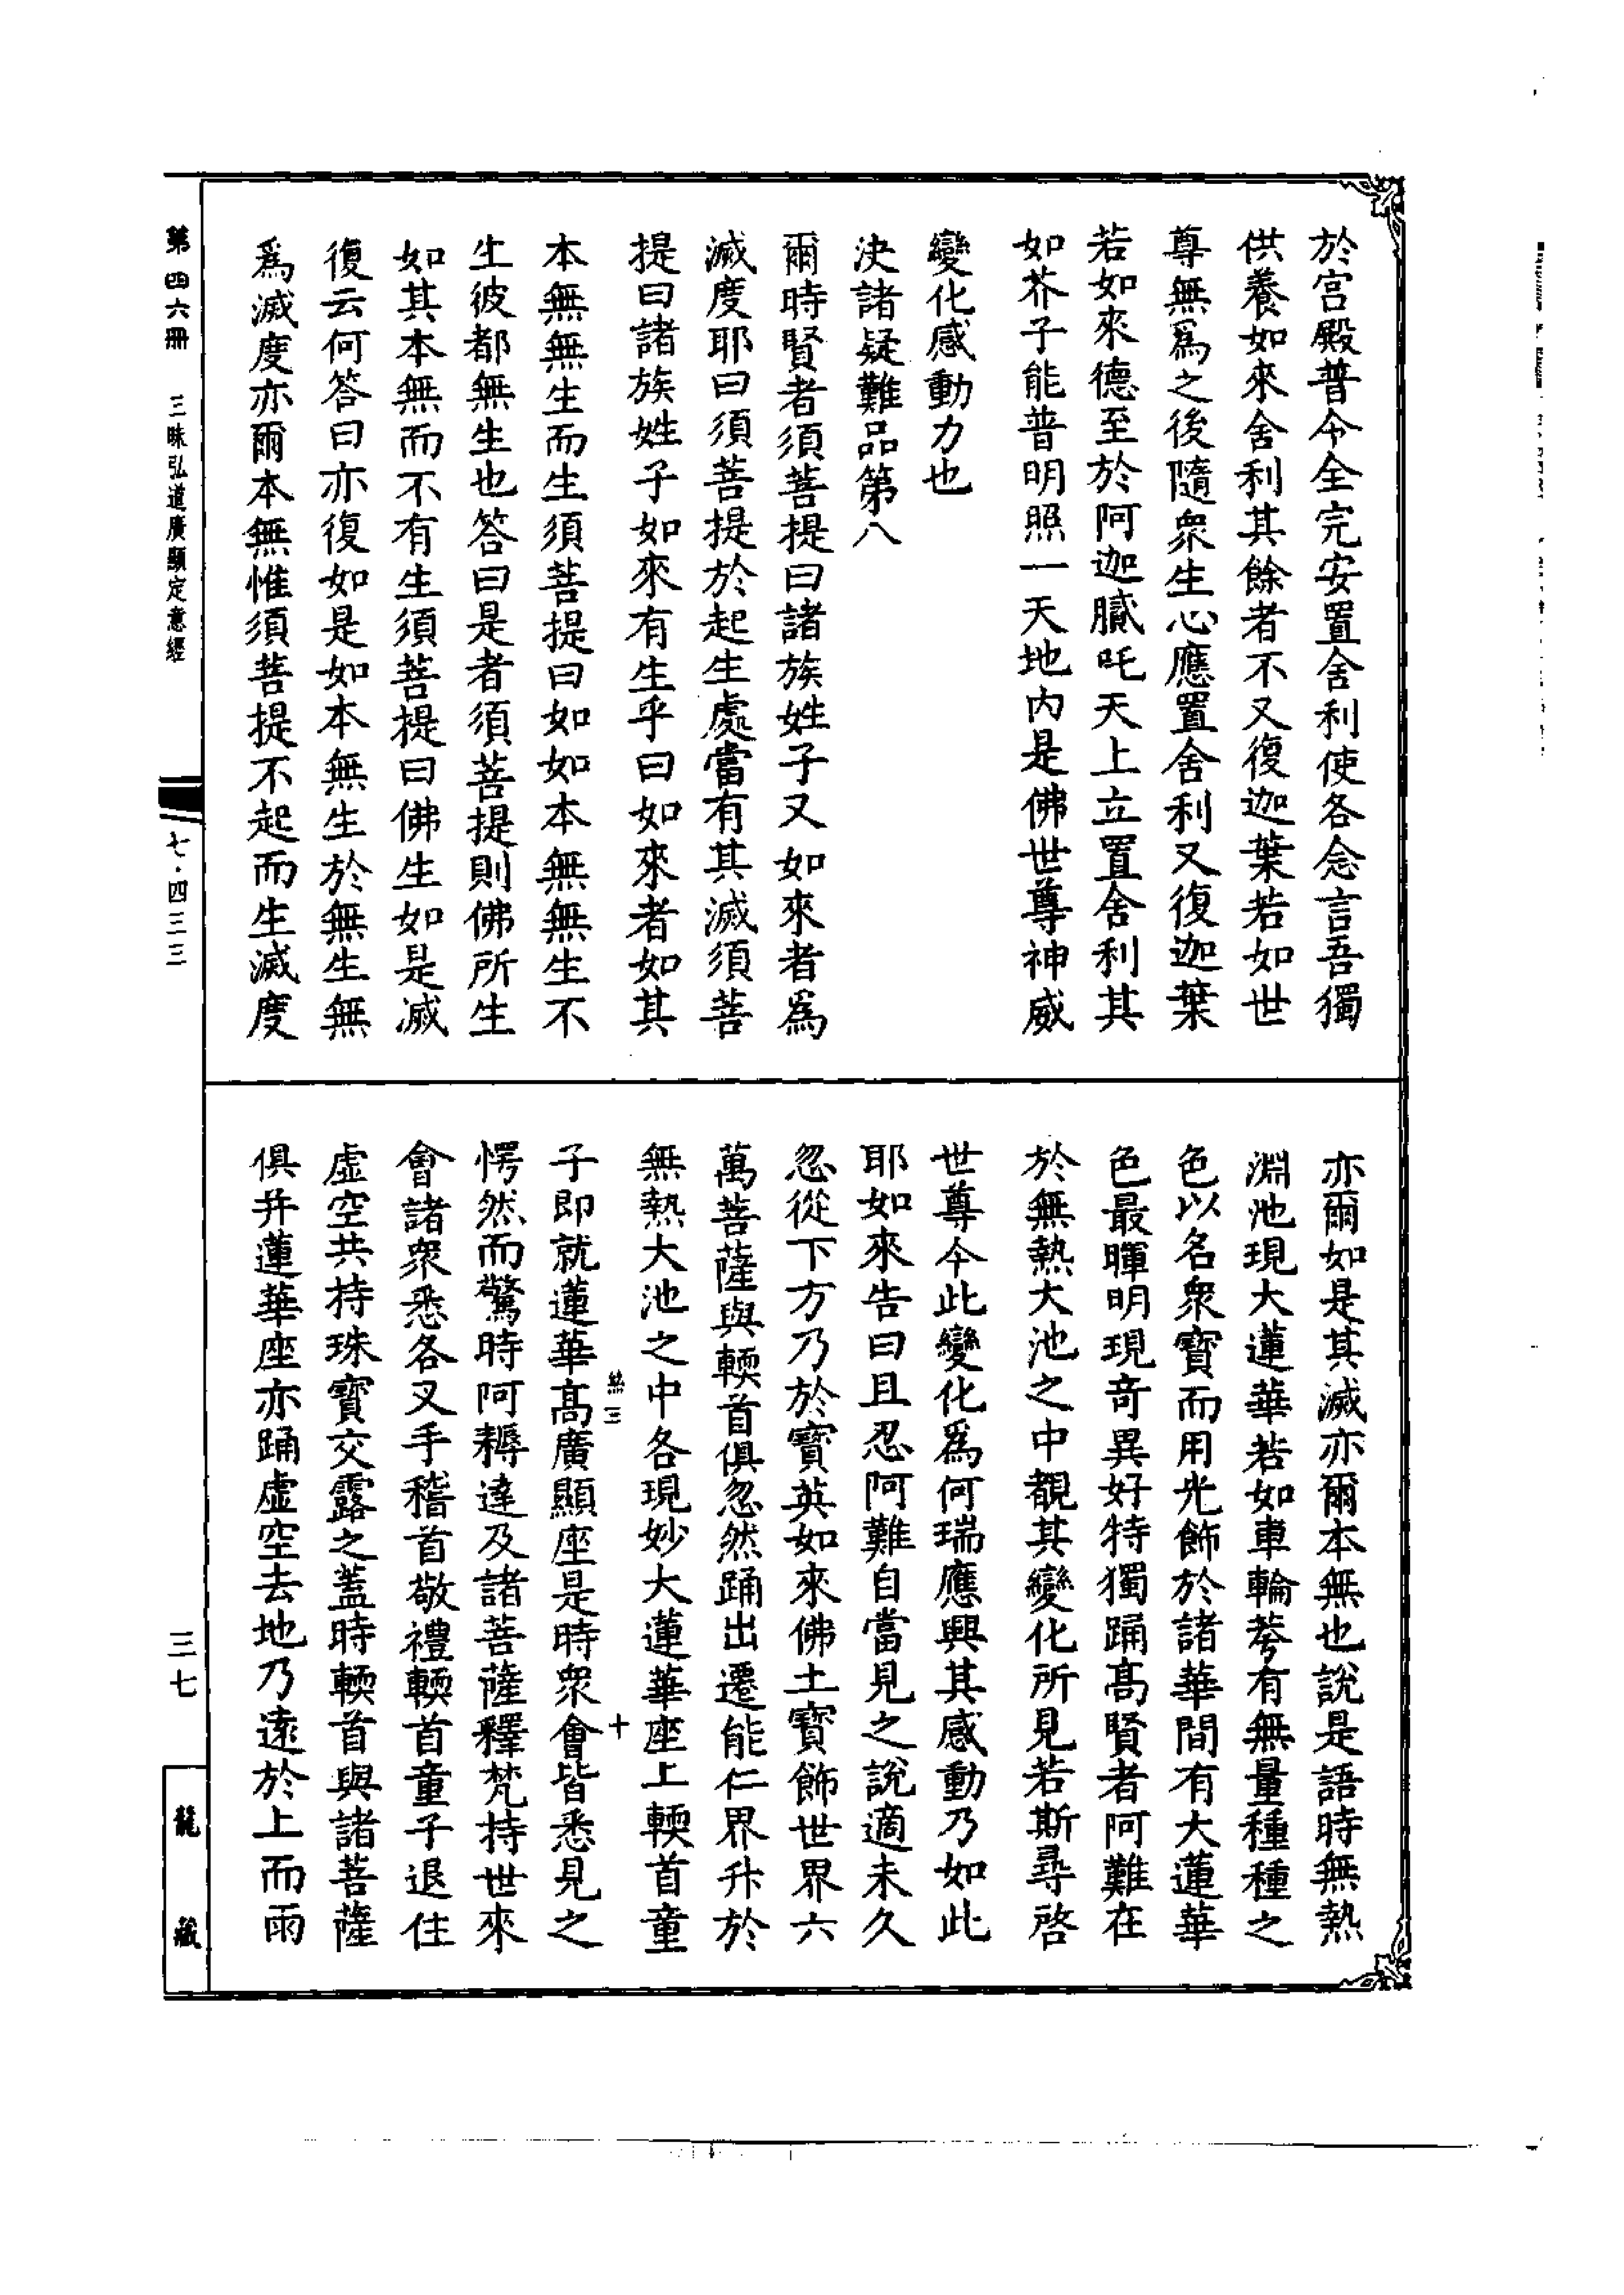 於宮殿普令全完安置舍利使各念言吾獨
供養如來舍利其餘者不又復迦葉若如世
尊無爲之後隨衆生心應置舍利又復迦葉
若如來德至於阿迦膩吒天上立置舍利其
如芥子能普明照一天地內是佛世尊神威
變化感動力也
決諸疑難品第八
爾時賢者須菩提曰諸族姓子又如來者爲
滅度耶曰須菩提於起生處當有其滅須菩
提曰諸族姓子如來有生乎曰如來者如其
本無無生而生須菩提曰如如本無無生不
生彼都無生也答曰是者須菩提則佛所生
如其本無而不有生須菩提曰佛生如是滅
復云何答曰亦復如是如本無生於無生無
爲滅度亦爾本無惟須菩提不起而生滅度
亦爾如是其滅亦爾本無也說是語時無熱
淵池現大蓮華若如車輪莖有無量種種之
色以名衆寶而用光飾於諸華間有大蓮華
色最暉明現奇異好特獨踊高賢者阿難在
於無熱大池之中覩其變化所見若斯尋啓
世尊今此變化爲何瑞應興其感動乃如此
耶如來告曰且忍阿難自當見之說適未久
忽從下方乃於寶英如來佛土寶飾世界六
萬菩薩與輭首俱忽然踊出遷能仁界升於
無熱大池之中各現妙大蓮華座上輭首童
子即就蓮華高廣顯座是時衆會皆悉見之
愕然而驚時阿耨達及諸菩薩釋梵持世來
會諸衆悉各叉手稽首敬禮輭首童子退住
虛空共持珠寶交露之蓋時輭首與諸菩薩
俱幷蓮華座亦踊虛空去地乃遠於上而雨
三
十
第四六冊 三昧弘道廣顯定意經
七·四三三
三七
龍藏